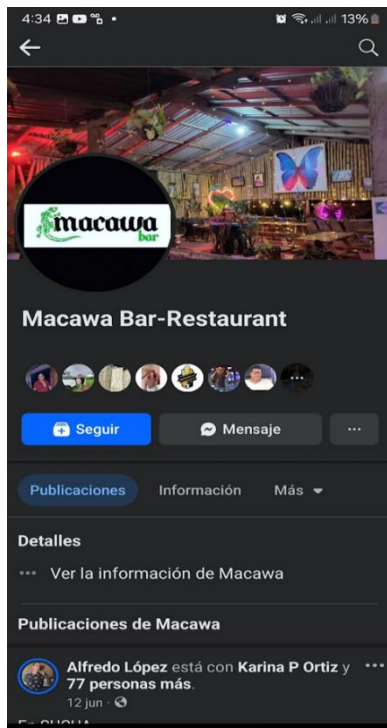 4:34
13%
macawa
bar
Macawa Bar-Restaurant
Seguir
Mensaje
Publicaciones
Información
Más
Detalles
Ver la información de Macawa
Publicaciones de Macawa
Alfredo López está con Karina P Ortiz y
77 personas más.
12 jun